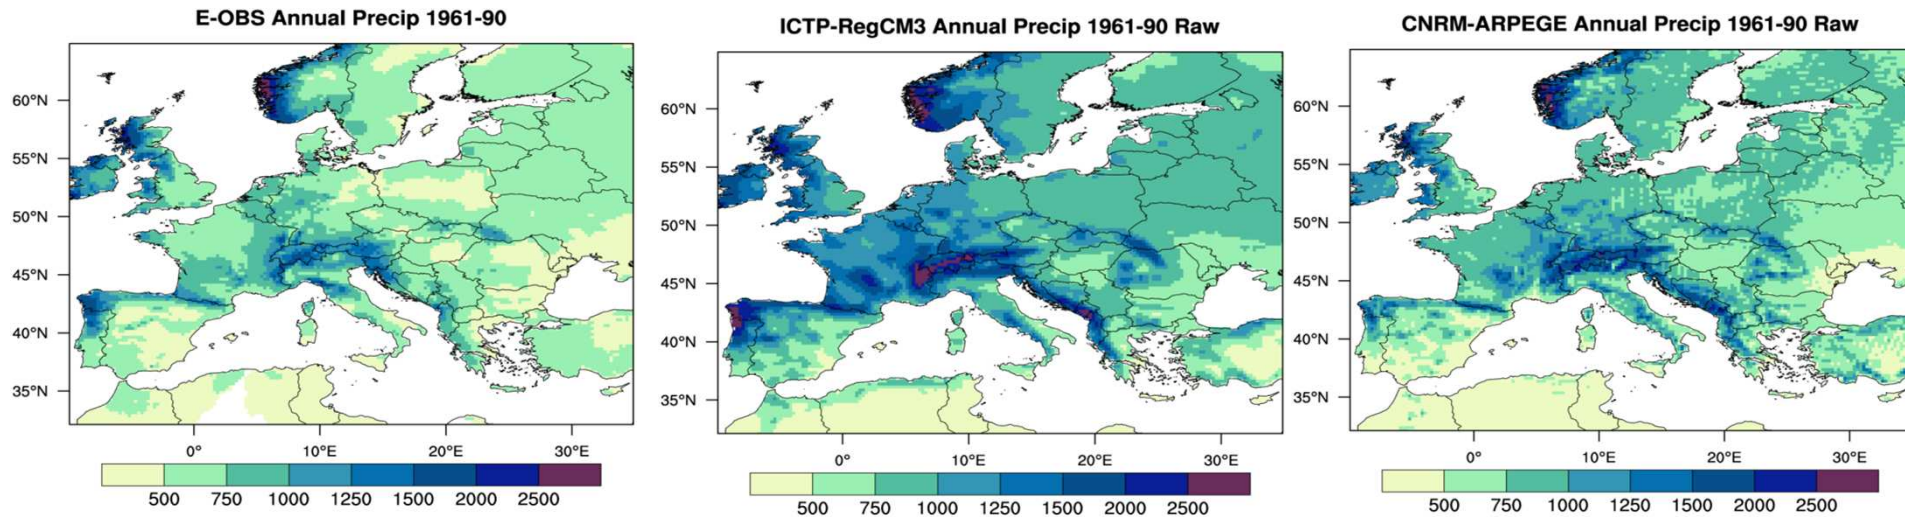 E-OBS Annual Precip 1961-90
60°N
55°N
50°N
45°N
40°N
35°N
0°
10°E
20°E
30°E
500 750 1000 1250 1500 2000 2500
ICTP-RegCM3 Annual Precip 1961-90 Raw
60°N
55°N
50°N
45°N
40°N
35°N
0°
10°E
20°E
30°E
500 750 1000 1250 1500 2000 2500
CNRM-ARPEGE Annual Precip 1961-90 Raw
60°N
55°N
50°N
45°N
40°N
35°N
0°
10°E
20°E
30°E
500 750 1000 1250 1500 2000 2500